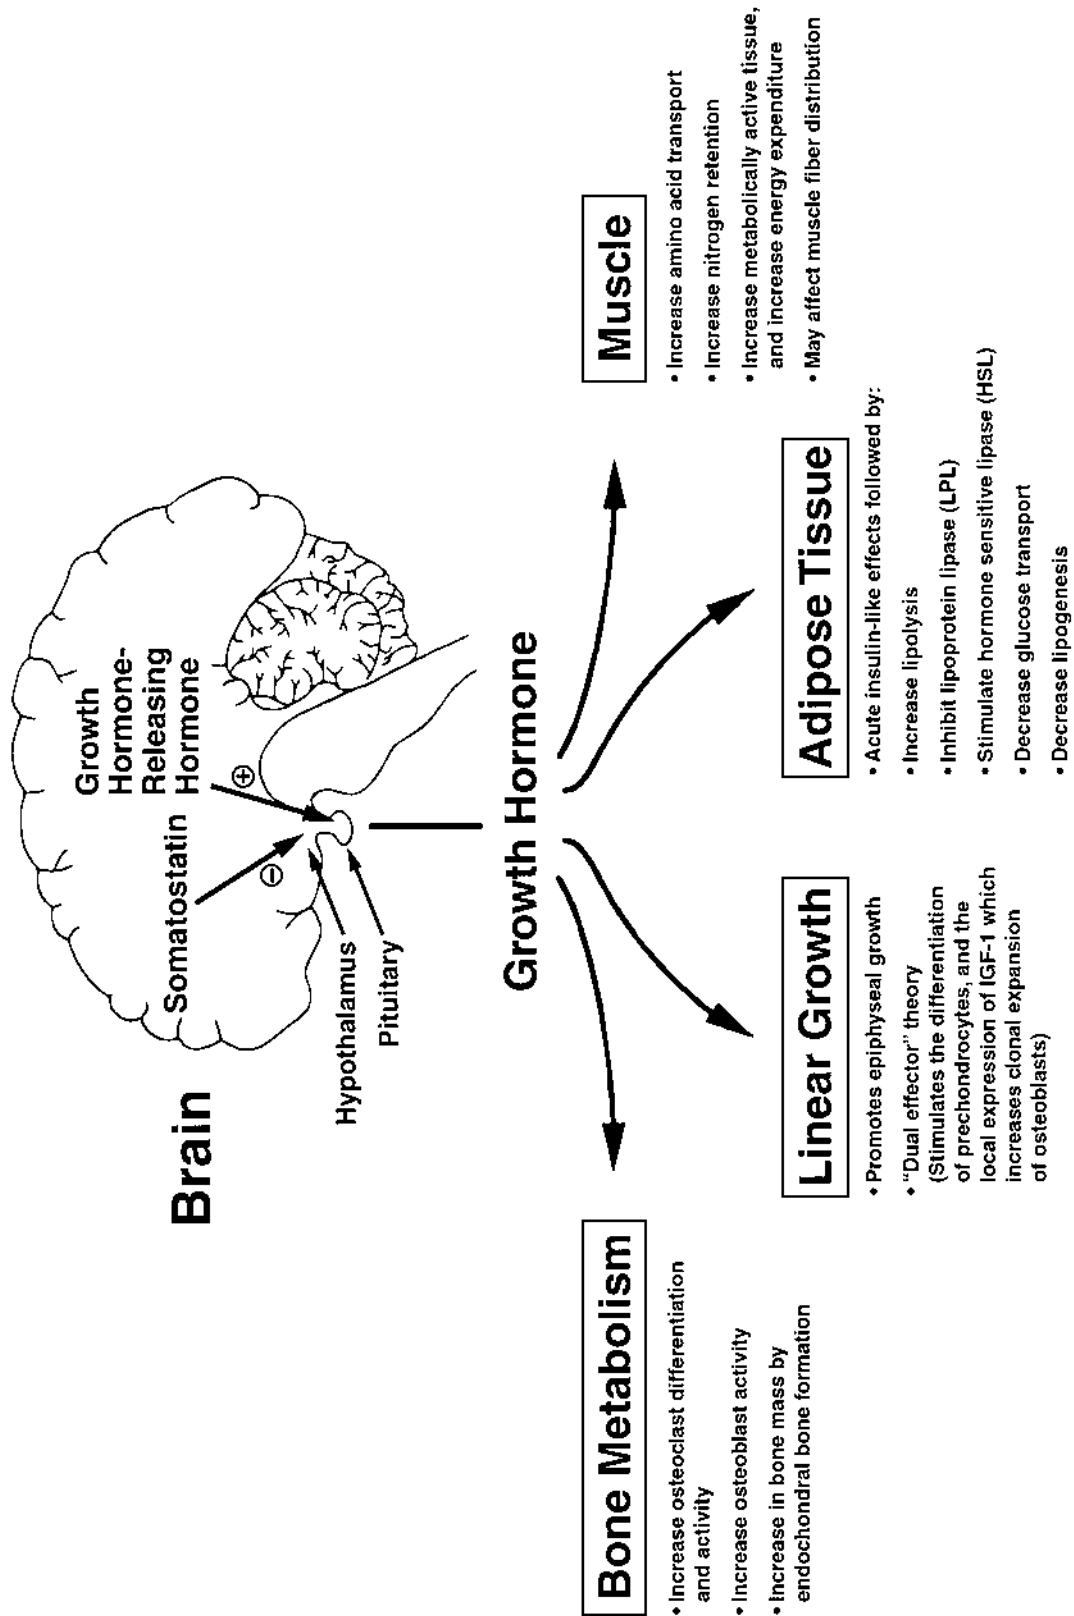 Brain
Somatostatin
Growth
Hormone-
Releasing
Hormone
−
+
Hypothalamus
Pituitary
Growth Hormone
Bone Metabolism
• Increase osteoclast differentiation
and activity
• Increase osteoblast activity
• Increase in bone mass by
endochondral bone formation
Linear Growth
• Promotes epiphyseal growth
• “Dual effector” theory
(Stimulates the differentiation
of prechondrocytes, and the
local expression of IGF-1 which
increases clonal expansion
of osteoblasts)
Adipose Tissue
• Acute insulin-like effects followed by:
• Increase lipolysis
• Inhibit lipoprotein lipase (LPL)
• Stimulate hormone sensitive lipase (HSL)
• Decrease glucose transport
• Decrease lipogenesis
Muscle
• Increase amino acid transport
• Increase nitrogen retention
• Increase metabolically active tissue,
and increase energy expenditure
• May affect muscle fiber distribution